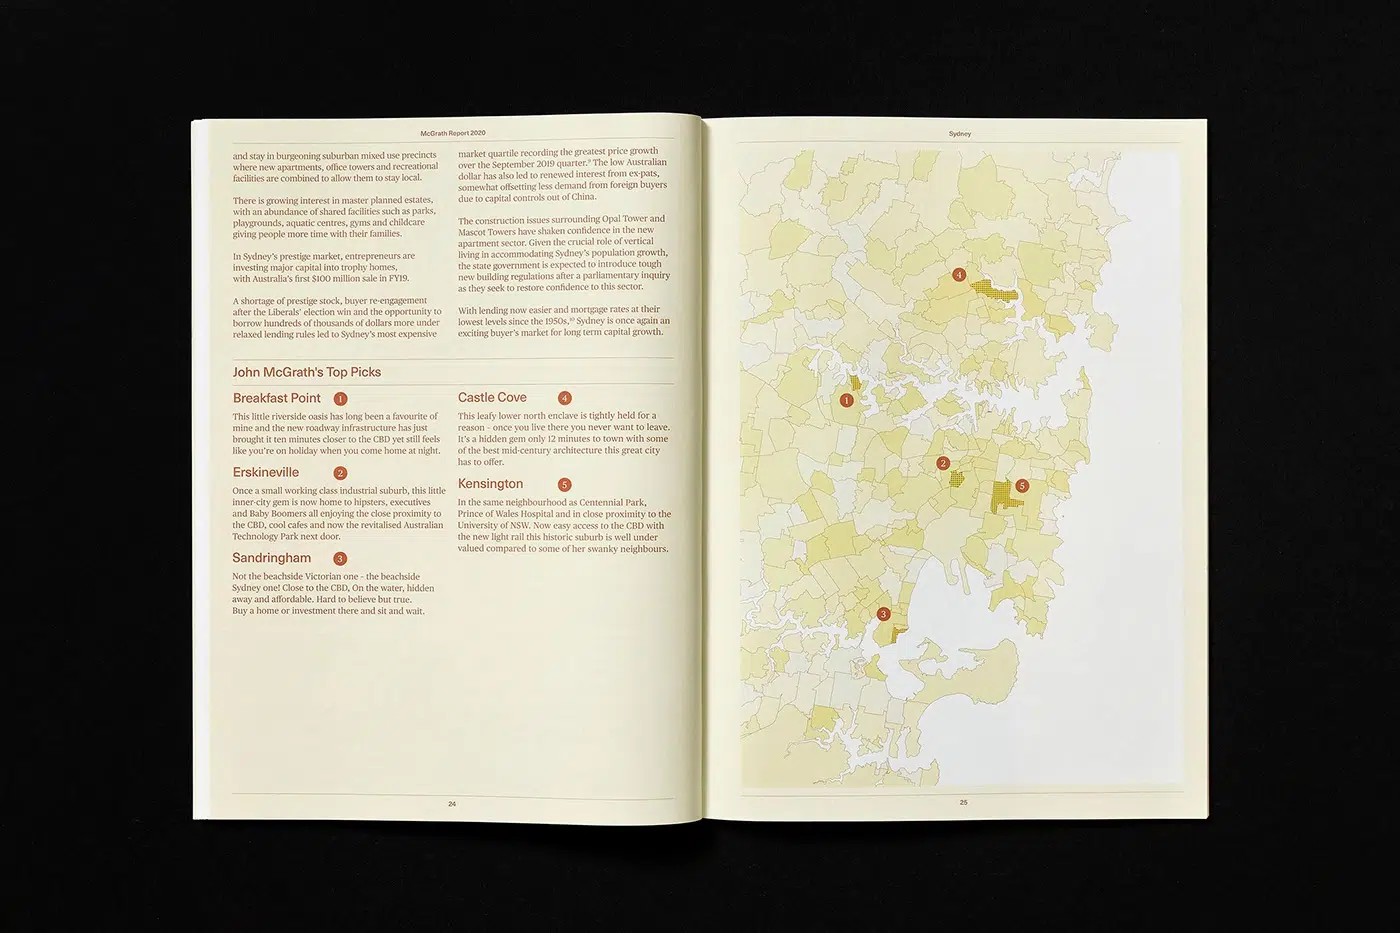 McGrath Report 2020
and stay in burgeoning suburban mixed use precincts
where new apartments, office towers and recreational
facilities are combined to allow them to stay local.
There is growing interest in master planned estates,
with an abundance of shared facilities such as parks,
playgrounds, aquatic centres, gyms and childcare
giving people more time with their families.
In Sydney's prestige market, entrepreneurs are
investing major capital into trophy homes,
with Australia's first $100 million sale in FY19.
A shortage of prestige stock, buyer re-engagement
after the Liberals' election win and the opportunity to
borrow hundreds of thousands of dollars more under
relaxed lending rules led to Sydney's most expensive
market quartile recording the greatest price growth
over the September 2019 quarter.⁹ The low Australian
dollar has also led to renewed interest from ex-pats,
somewhat offsetting less demand from foreign buyers
due to capital controls out of China.
The construction issues surrounding Opal Tower and
Mascot Towers have shaken confidence in the new
apartment sector. Given the crucial role of vertical
living in accommodating Sydney's population growth,
the state government is expected to introduce tough
new building regulations after a parliamentary inquiry
as they seek to restore confidence to this sector.
With lending now easier and mortgage rates at their
lowest levels since the 1950s,¹⁰ Sydney is once again an
exciting buyer's market for long term capital growth.
John McGrath's Top Picks
Breakfast Point 1
This little riverside oasis has long been a favourite of
mine and the new roadway infrastructure has just
brought it ten minutes closer to the CBD yet still feels
like you're on holiday when you come home at night.
Erskineville 2
Once a small working class industrial suburb, this little
inner-city gem is now home to hipsters, executives
and Baby Boomers all enjoying the close proximity to
the CBD, cool cafes and now the revitalised Australian
Technology Park next door.
Sandringham 3
Not the beachside Victorian one - the beachside
Sydney one! Close to the CBD, On the water, hidden
away and affordable. Hard to believe but true.
Buy a home or investment there and sit and wait.
Castle Cove 4
This leafy lower north enclave is tightly held for a
reason - once you live there you never want to leave.
It's a hidden gem only 12 minutes to town with some
of the best mid-century architecture this great city
has to offer.
Kensington 5
In the same neighbourhood as Centennial Park,
Prince of Wales Hospital and in close proximity to the
University of NSW. Now easy access to the CBD with
the new light rail this historic suburb is well under
valued compared to some of her swanky neighbours.
24
Sydney
4
1
2
5
3
25